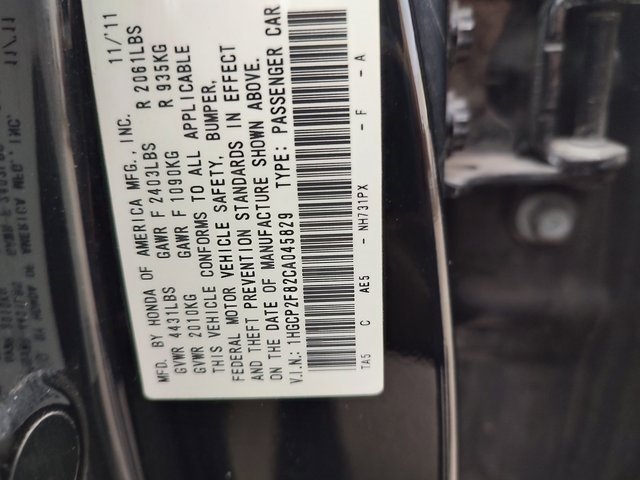 MFD. BY HONDA OF AMERICA MFG., INC. 11/'11
GVWR 4431LBS GAWR F 2403LBS R 2061LBS
GVWR 2010KG GAWR F 1090KG R 935KG
THIS VEHICLE CONFORMS TO ALL APPLICABLE
FEDERAL MOTOR VEHICLE SAFETY, BUMPER,
AND THEFT PREVENTION STANDARDS IN EFFECT
ON THE DATE OF MANUFACTURE SHOWN ABOVE.
V.I.N.: 1HGCP2F82CA045829 TYPE: PASSENGER CAR
TA5 C AE5 - NH731PX - F - A